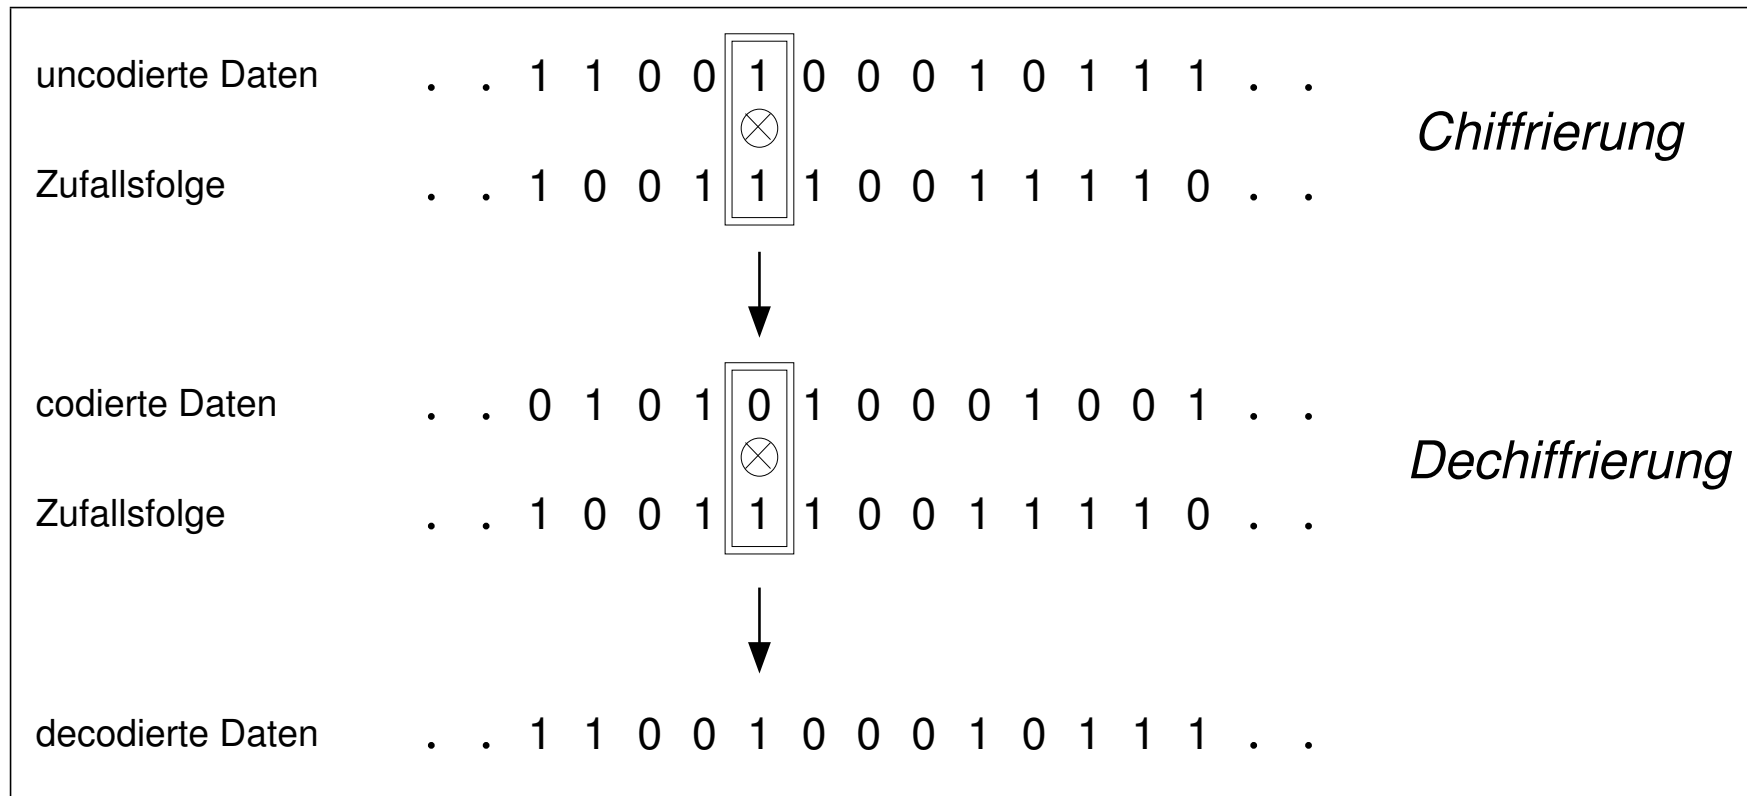 uncodierte Daten . . 1 1 0 0 1 0 0 0 1 0 1 1 1 . .
Chiffrierung
Zufallsfolge . . 1 0 0 1 1 1 0 0 1 1 1 1 0 . .
codierte Daten . . 0 1 0 1 0 1 0 0 0 1 0 0 1 . .
Dechiffrierung
Zufallsfolge . . 1 0 0 1 1 1 0 0 1 1 1 1 0 . .
decodierte Daten . . 1 1 0 0 1 0 0 0 1 0 1 1 1 . .